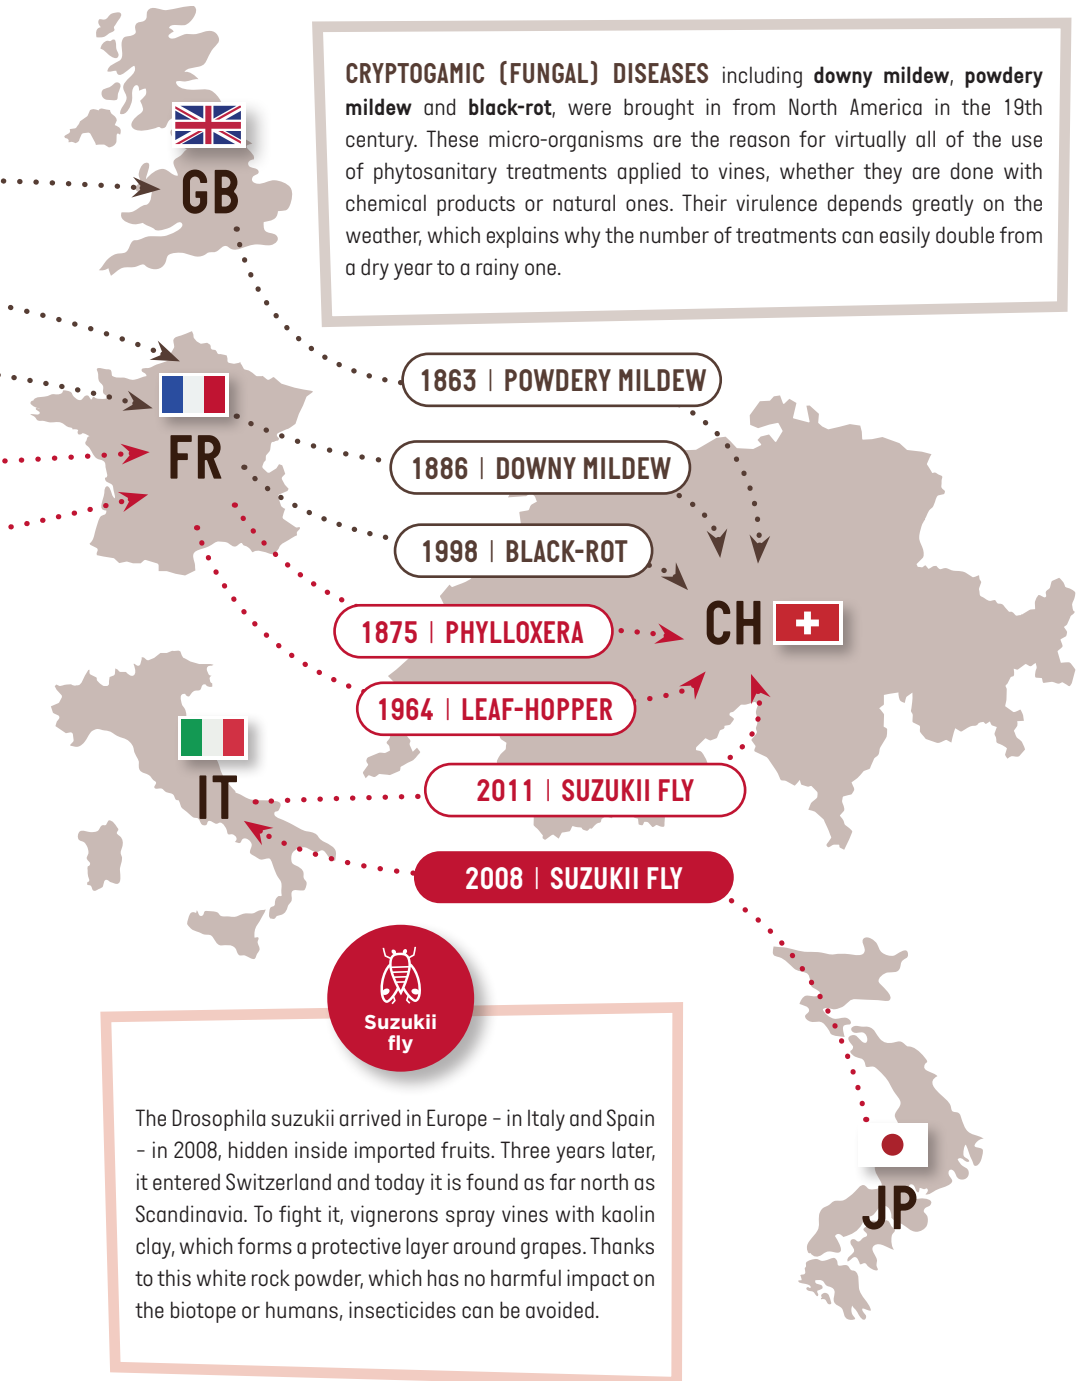 CRYPTOGAMIC (FUNGAL) DISEASES including downy mildew, powdery
mildew and black-rot, were brought in from North America in the 19th
century. These micro-organisms are the reason for virtually all of the use
of phytosanitary treatments applied to vines, whether they are done with
chemical products or natural ones. Their virulence depends greatly on the
weather, which explains why the number of treatments can easily double from
a dry year to a rainy one.
GB
1863 | POWDERY MILDEW
FR
1886 | DOWNY MILDEW
1998 | BLACK-ROT
1875 | PHYLLOXERA
CH
1964 | LEAF-HOPPER
IT
2011 | SUZUKII FLY
2008 | SUZUKII FLY
Suzukii
fly
The Drosophila suzukii arrived in Europe – in Italy and Spain
– in 2008, hidden inside imported fruits. Three years later,
it entered Switzerland and today it is found as far north as
Scandinavia. To fight it, vignerons spray vines with kaolin
clay, which forms a protective layer around grapes. Thanks
to this white rock powder, which has no harmful impact on
the biotope or humans, insecticides can be avoided.
JP